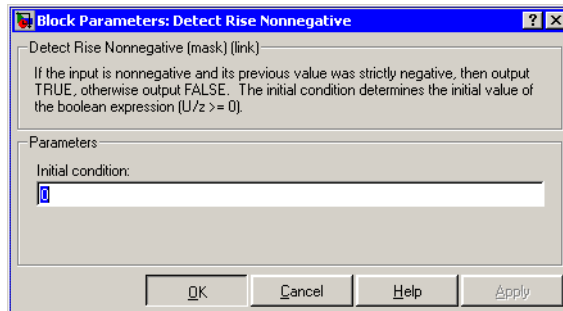 Block Parameters: Detect Rise Nonnegative
Detect Rise Nonnegative (mask) (link)
If the input is nonnegative and its previous value was strictly negative, then output
TRUE, otherwise output FALSE. The initial condition determines the initial value of
the boolean expression (U/z >= 0).
Parameters
Initial condition:
0
OK Cancel Help Apply